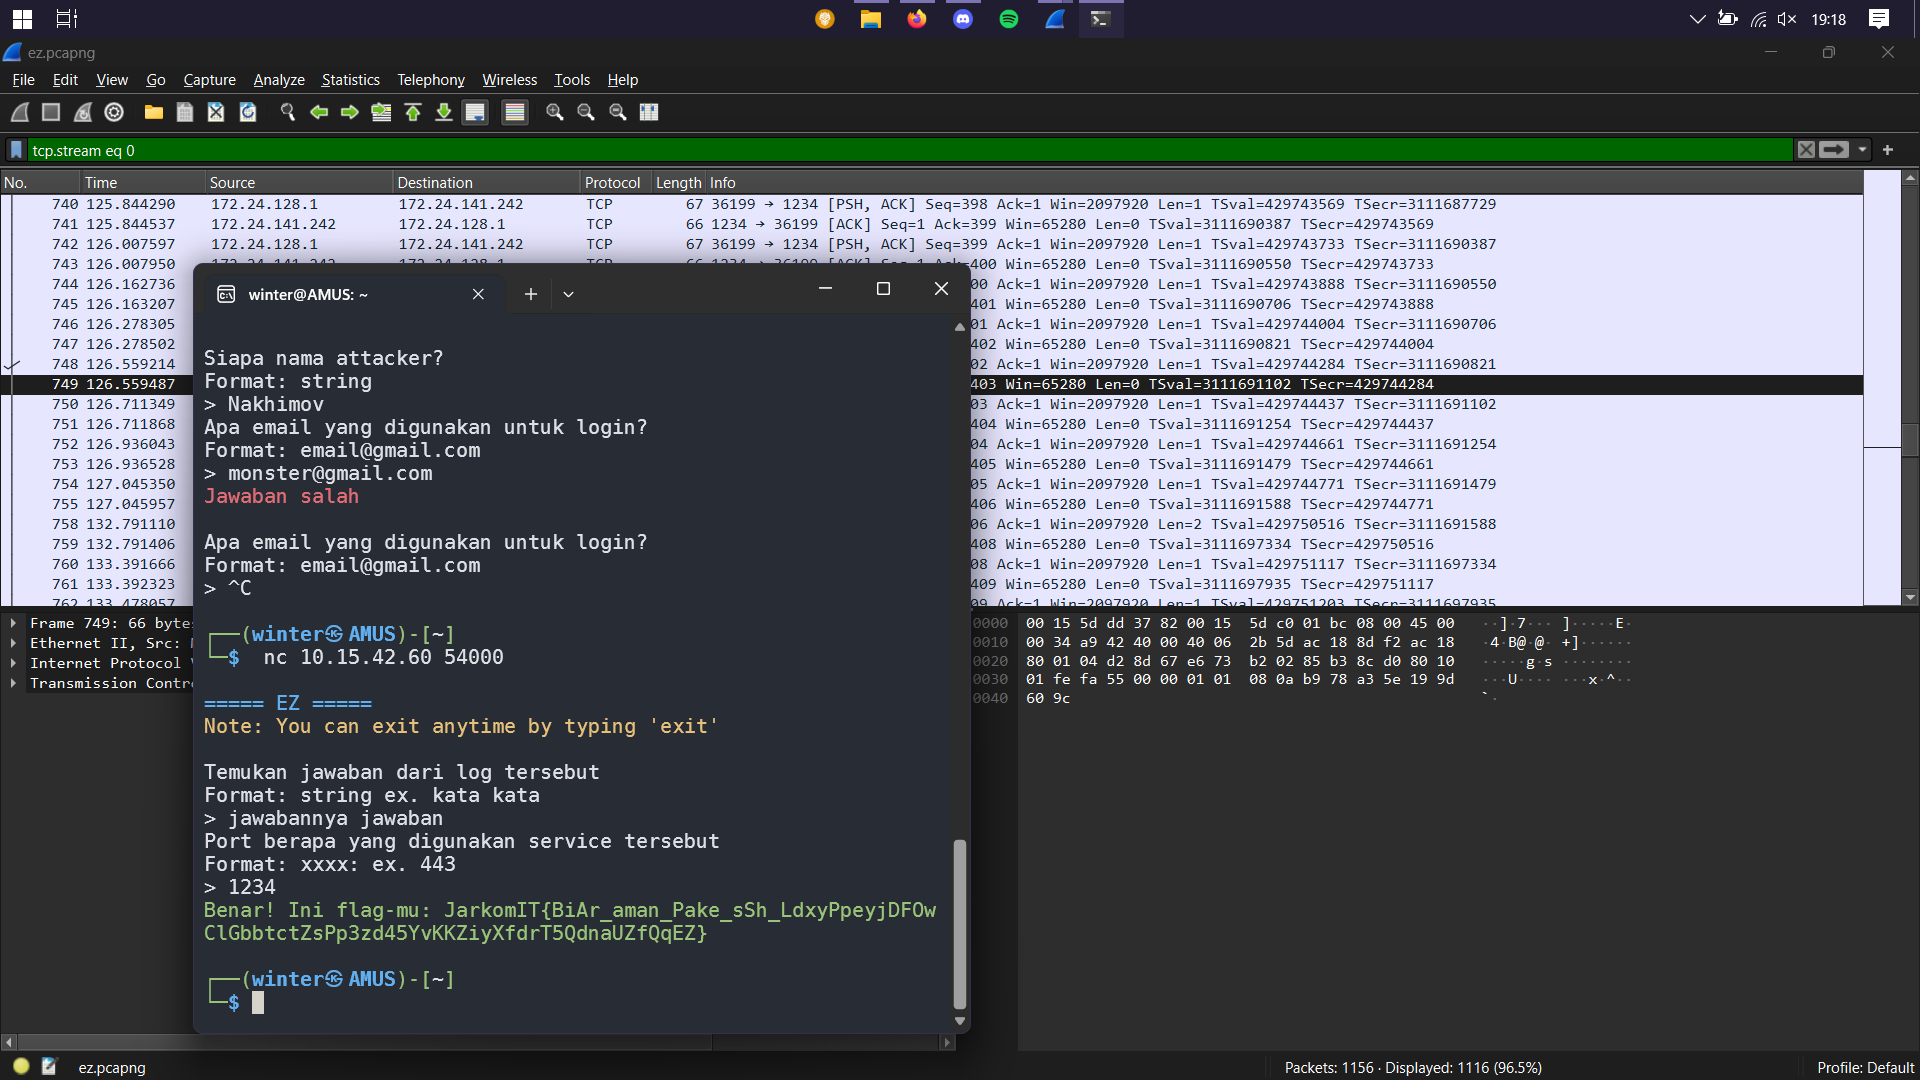 19:18
ez.pcapng
File Edit View Go Capture Analyze Statistics Telephony Wireless Tools Help
tcp.stream eq 0
No. Time Source Destination Protocol Length Info
740 125.844290 172.24.128.1 172.24.141.242 TCP 67 36199 → 1234 [PSH, ACK] Seq=398 Ack=1 Win=2097920 Len=1 TSval=429743569 TSecr=3111687729
741 125.844537 172.24.141.242 172.24.128.1 TCP 66 1234 → 36199 [ACK] Seq=1 Ack=399 Win=65280 Len=0 TSval=3111690387 TSecr=429743569
742 126.007597 172.24.128.1 172.24.141.242 TCP 67 36199 → 1234 [PSH, ACK] Seq=399 Ack=1 Win=2097920 Len=1 TSval=429743733 TSecr=3111690387
743 126.007950 172.24.141.242 172.24.128.1 TCP 66 1234 → 36199 [ACK] Seq=1 Ack=400 Win=65280 Len=0 TSval=3111690550 TSecr=429743733
744 126.162736 00 Ack=1 Win=2097920 Len=1 TSval=429743888 TSecr=3111690550
745 126.163207 401 Win=65280 Len=0 TSval=3111690706 TSecr=429743888
746 126.278305 01 Ack=1 Win=2097920 Len=1 TSval=429744004 TSecr=3111690706
747 126.278502 402 Win=65280 Len=0 TSval=3111690821 TSecr=429744004
748 126.559214 02 Ack=1 Win=2097920 Len=1 TSval=429744284 TSecr=3111690821
749 126.559487 403 Win=65280 Len=0 TSval=3111691102 TSecr=429744284
750 126.711349 03 Ack=1 Win=2097920 Len=1 TSval=429744437 TSecr=3111691102
751 126.711868 404 Win=65280 Len=0 TSval=3111691254 TSecr=429744437
752 126.936043 04 Ack=1 Win=2097920 Len=1 TSval=429744661 TSecr=3111691254
753 126.936528 405 Win=65280 Len=0 TSval=3111691479 TSecr=429744661
754 127.045350 05 Ack=1 Win=2097920 Len=1 TSval=429744771 TSecr=3111691479
755 127.045957 406 Win=65280 Len=0 TSval=3111691588 TSecr=429744771
758 132.791110 06 Ack=1 Win=2097920 Len=2 TSval=429750516 TSecr=3111691588
759 132.791406 408 Win=65280 Len=0 TSval=3111697334 TSecr=429750516
760 133.391666 08 Ack=1 Win=2097920 Len=1 TSval=429751117 TSecr=3111697334
761 133.392323 409 Win=65280 Len=0 TSval=3111697935 TSecr=429751117
762 133.478057 09 Ack=1 Win=2097920 Len=1 TSval=429751203 TSecr=3111697935
winter@AMUS: ~
Siapa nama attacker?
Format: string
> Nakhimov
Apa email yang digunakan untuk login?
Format: email@gmail.com
> monster@gmail.com
Jawaban salah
Apa email yang digunakan untuk login?
Format: email@gmail.com
> ^C
┌──(winter㉿AMUS)-[~]
└─$ nc 10.15.42.60 54000
===== EZ =====
Note: You can exit anytime by typing 'exit'
Temukan jawaban dari log tersebut
Format: string ex. kata kata
> jawabannya jawaban
Port berapa yang digunakan service tersebut
Format: xxxx: ex. 443
> 1234
Benar! Ini flag-mu: JarkomIT{BiAr_aman_Pake_sSh_LdxyPpeyjDFOw
ClGbbtctZsPp3zd45YvKKZiyXfdrT5QdnaUZfQqEZ}
┌──(winter㉿AMUS)-[~]
└─$
Frame 749: 66 byte
Ethernet II, Src:
Internet Protocol
Transmission Contr
0000 00 15 5d dd 37 82 00 15 5d c0 01 bc 08 00 45 00 ··]·7··· ]·····E·
0010 00 34 a9 42 40 00 40 06 2b 5d ac 18 8d f2 ac 18 ·4·B@·@· +]······
0020 80 01 04 d2 8d 67 e6 73 b2 02 85 b3 8c d0 80 10 ·····g·s ········
0030 01 fe fa 55 00 00 01 01 08 0a b9 78 a3 5e 19 9d ···U···· ···x·^··
0040 60 9c `·
ez.pcapng
Packets: 1156 · Displayed: 1116 (96.5%)
Profile: Default